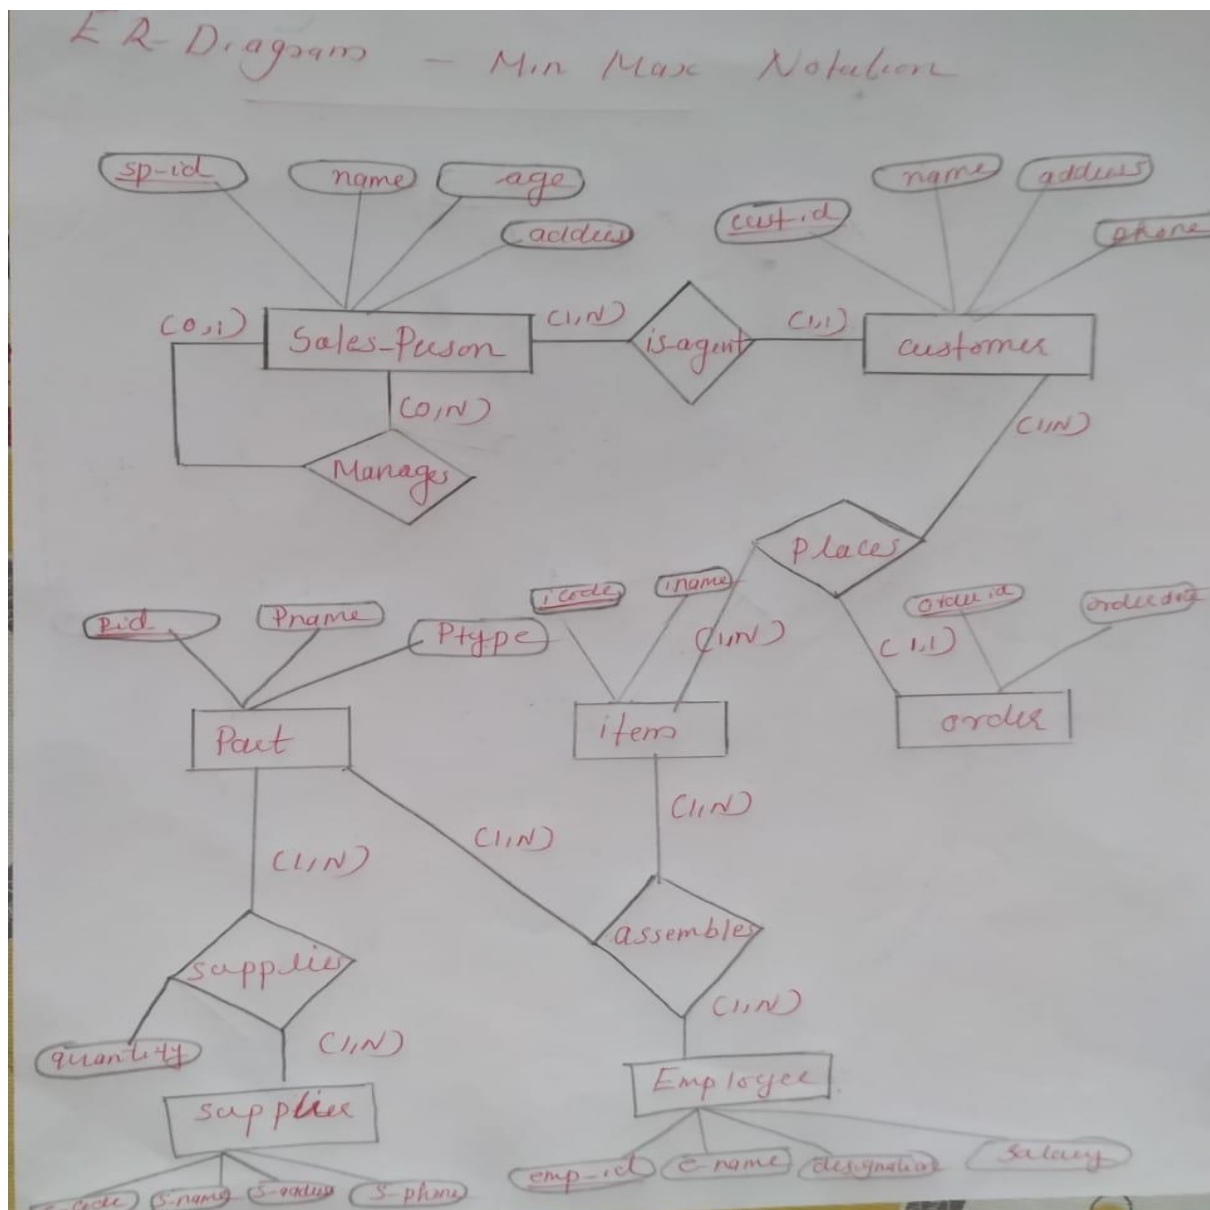 ER-Diagram - Min Max Notation
sp-id name age
address
cust-id name address
phone
(0,1) Sales-Person (1,N) is-agent (1,1) customer
(0,N)
Manages
(1,N)
Places
Pid Pname Ptype
icode iname
(1,N)
(1,1)
order id
Part item order
(1,N) (1,N) (1,N)
supplies assembles
quantity (1,N) (1,N)
supplier Employee
s-name s-address s-phone
emp-id e-name designation salary